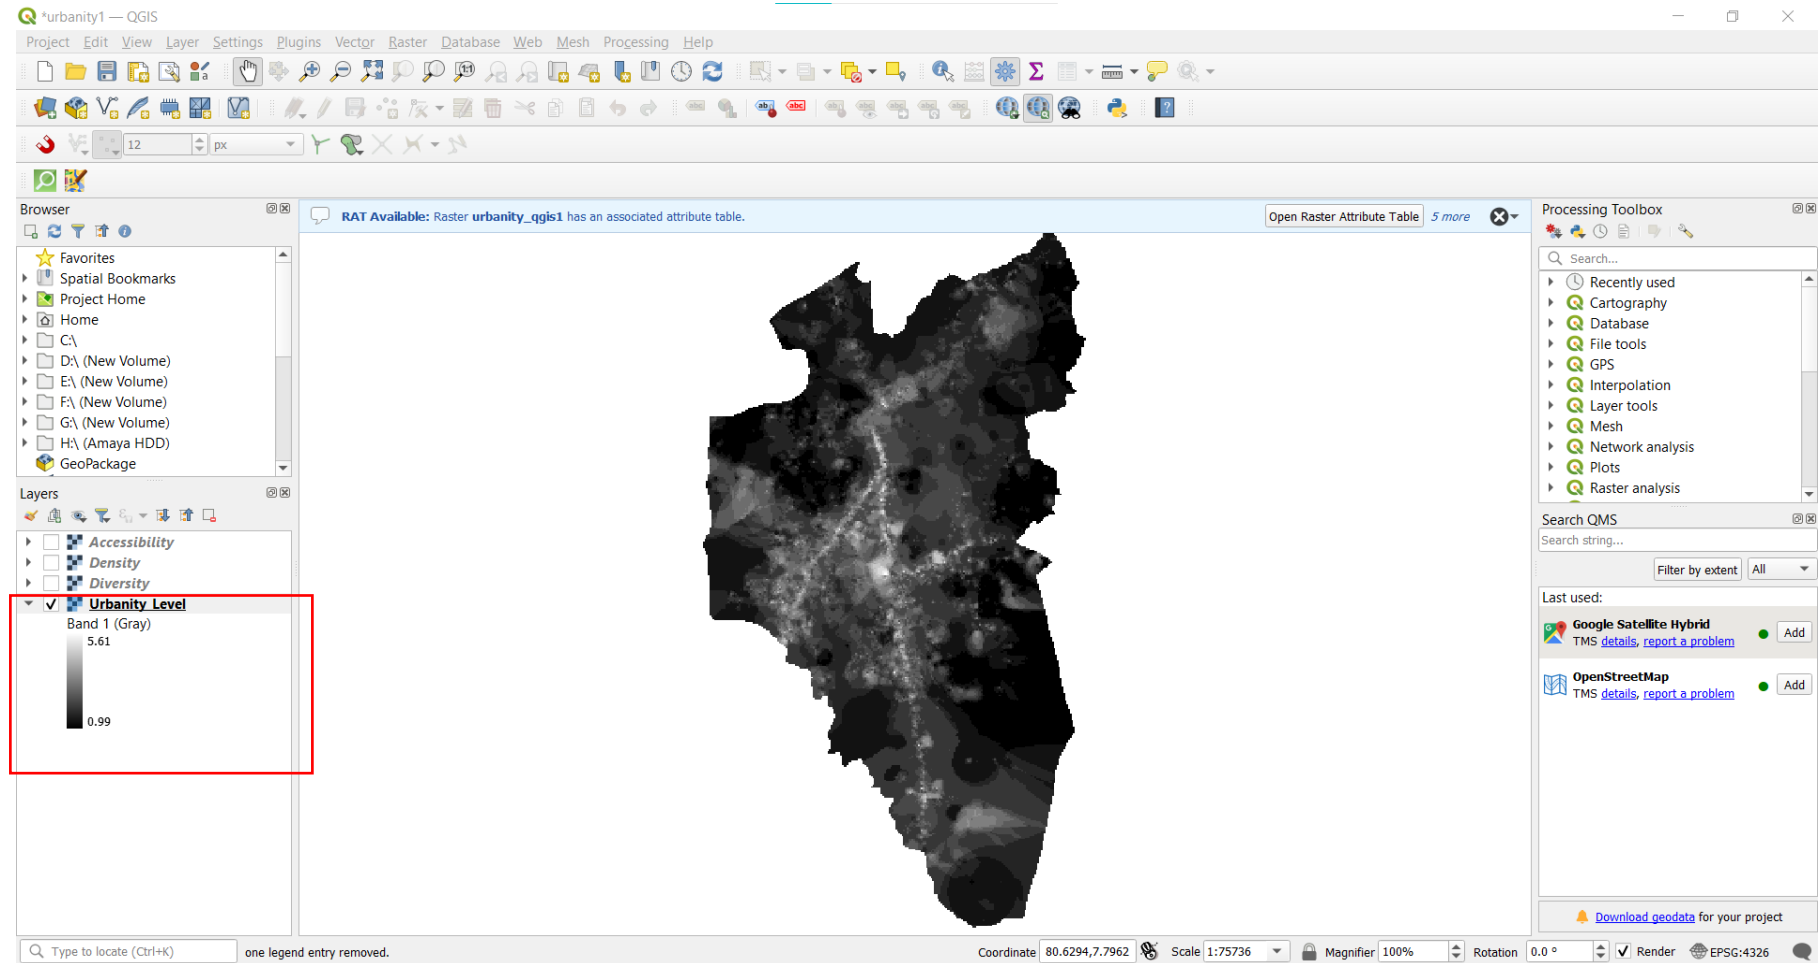 *urbanity1 — QGIS
Project Edit View Layer Settings Plugins Vector Raster Database Web Mesh Processing Help
12 px
Browser
RAT Available: Raster urbanity_qgis1 has an associated attribute table.
Open Raster Attribute Table 5 more
Favorites
Spatial Bookmarks
Project Home
Home
C:\
D:\ (New Volume)
E:\ (New Volume)
F:\ (New Volume)
G:\ (New Volume)
H:\ (Amaya HDD)
GeoPackage
Layers
Accessibility
Density
Diversity
Urbanity Level
Band 1 (Gray)
5.61
0.99
Processing Toolbox
Search...
Recently used
Cartography
Database
File tools
GPS
Interpolation
Layer tools
Mesh
Network analysis
Plots
Raster analysis
Search QMS
Search string...
Filter by extent All
Last used:
Google Satellite Hybrid
TMS details, report a problem
Add
OpenStreetMap
TMS details, report a problem
Add
Download geodata for your project
Type to locate (Ctrl+K) one legend entry removed. Coordinate 80.6294,7.7962 Scale 1:75736 Magnifier 100% Rotation 0.0 ° Render EPSG:4326